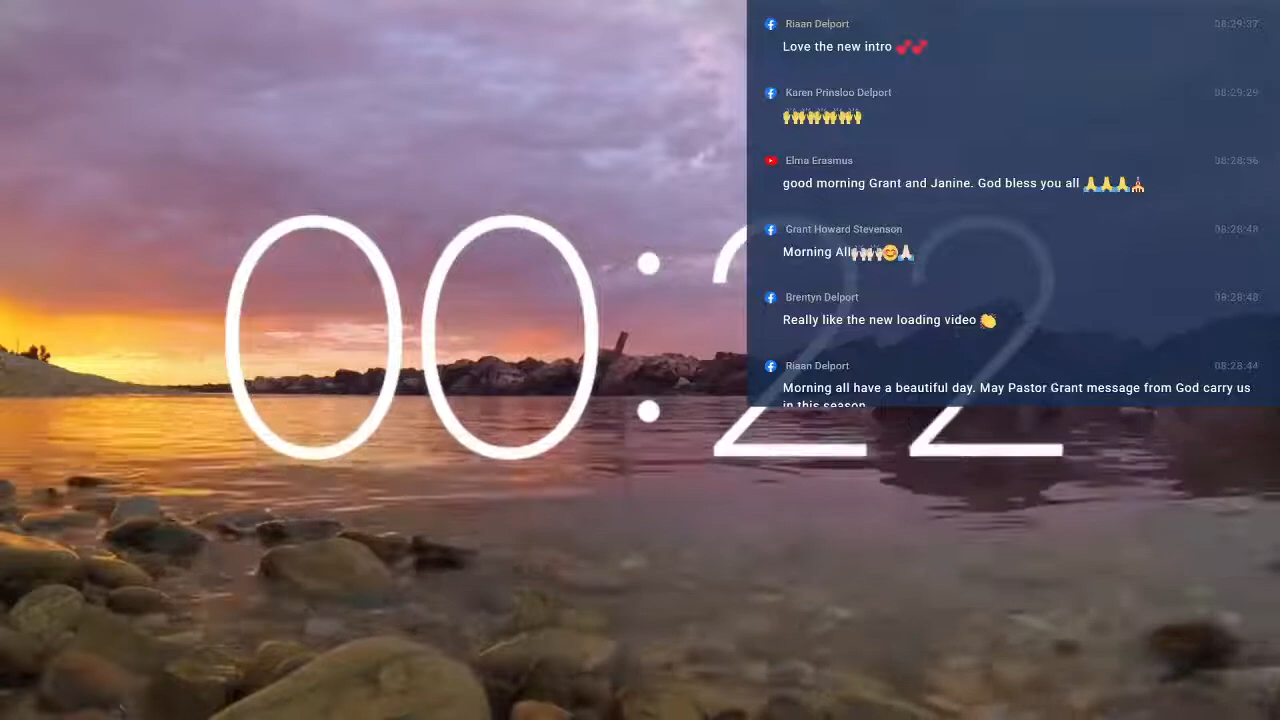 Riaan Delport 08:29:37
Love the new intro 💕💕
Karen Prinsloo Delport 08:29:29
🙌🙌🙌🙌🙌
Elma Erasmus 08:28:56
good morning Grant and Janine. God bless you all 🙏🙏🙏⛪
Grant Howard Stevenson 08:28:48
Morning All🙌🏻🙌🏻😊🙏🏻
Brentyn Delport 08:28:48
Really like the new loading video 👏
Riaan Delport 08:28:44
Morning all have a beautiful day. May Pastor Grant message from God carry us
in this season
00:22